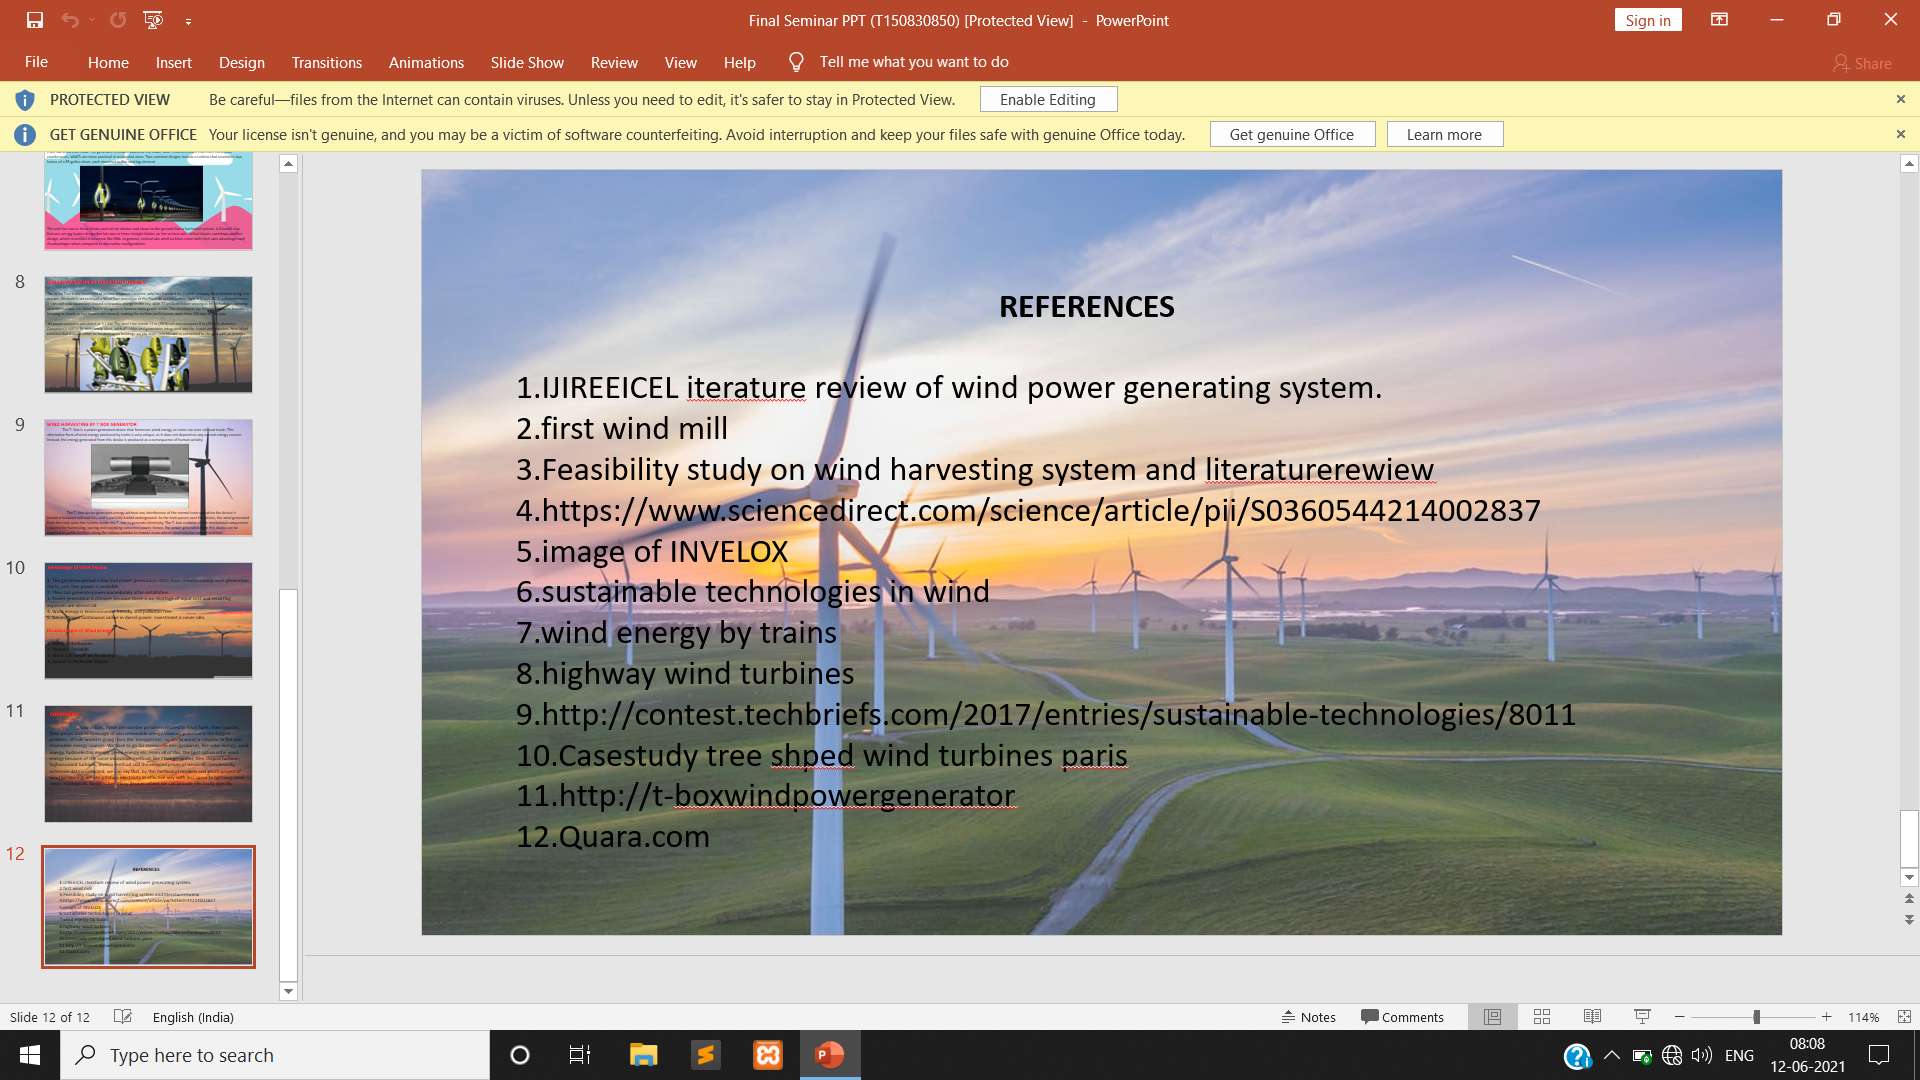 Final Seminar PPT (T150830850) [Protected View] - PowerPoint
Sign in
File Home Insert Design Transitions Animations Slide Show Review View Help Tell me what you want to do Share
PROTECTED VIEW Be careful—files from the Internet can contain viruses. Unless you need to edit, it's safer to stay in Protected View. Enable Editing
GET GENUINE OFFICE Your license isn't genuine, and you may be a victim of software counterfeiting. Avoid interruption and keep your files safe with genuine Office today. Get genuine Office Learn more
8
9
WIND HARVESTING BY T BOX GENERATOR
10
11
12
REFERENCES
REFERENCES
1.IJIREEICEL iterature review of wind power generating system.
2.first wind mill
3.Feasibility study on wind harvesting system and literaturerewiew
4.https://www.sciencedirect.com/science/article/pii/S0360544214002837
5.image of INVELOX
6.sustainable technologies in wind
7.wind energy by trains
8.highway wind turbines
9.http://contest.techbriefs.com/2017/entries/sustainable-technologies/8011
10.Casestudy tree shped wind turbines paris
11.http://t-boxwindpowergenerator
12.Quara.com
Slide 12 of 12 English (India) Notes Comments 114%
Type here to search
ENG
08:08
12-06-2021